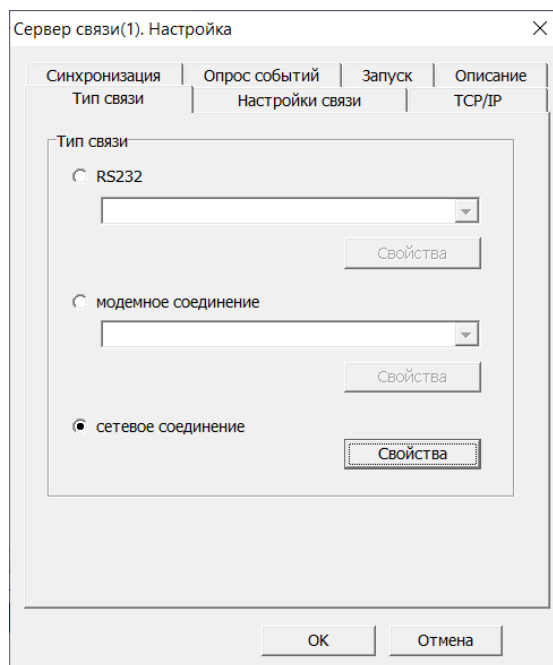 Сервер связи(1). Настройка
Синхронизация Опрос событий Запуск Описание
Тип связи Настройки связи TCP/IP
Тип связи
RS232
Свойства
модемное соединение
Свойства
сетевое соединение
Свойства
OK Отмена